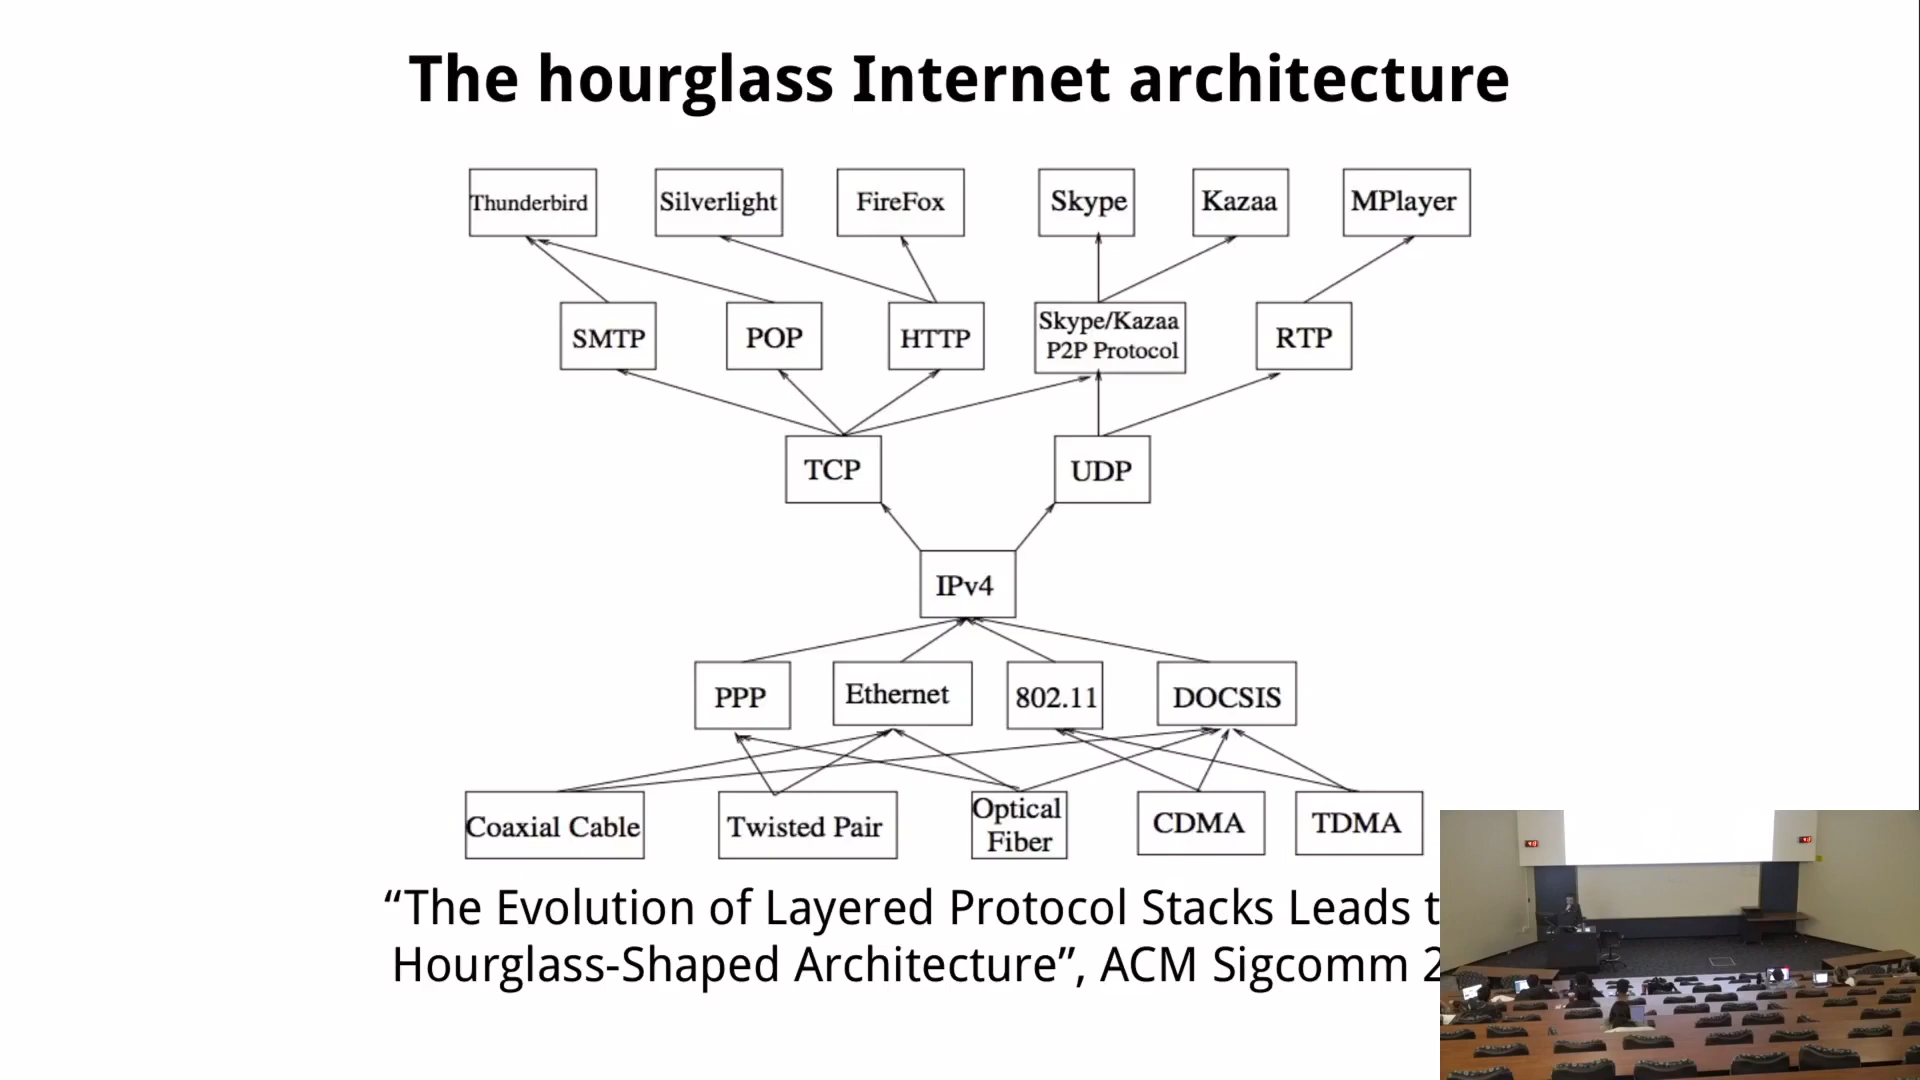 The hourglass Internet architecture
Thunderbird
Silverlight
FireFox
Skype
Kazaa
MPlayer
SMTP
POP
HTTP
Skype/Kazaa
P2P Protocol
RTP
TCP
UDP
IPv4
PPP
Ethernet
802.11
DOCSIS
Coaxial Cable
Twisted Pair
Optical
Fiber
CDMA
TDMA
“The Evolution of Layered Protocol Stacks Leads t
Hourglass-Shaped Architecture”, ACM Sigcomm 2